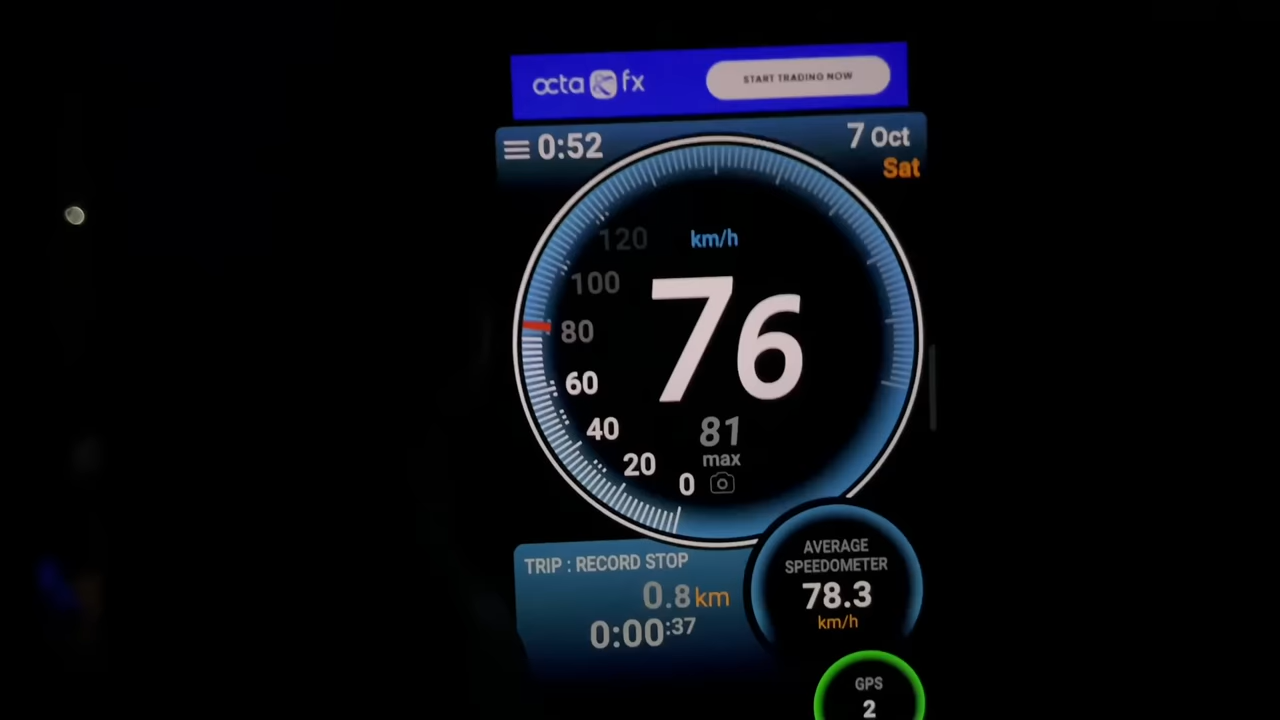 octa fx
START TRADING NOW
0:52
7 Oct
Sat
km/h
120
100
80
60
40
20
0
76
81
max
TRIP : RECORD STOP
0.8 km
0:00:37
AVERAGE
SPEEDOMETER
78.3
km/h
GPS
2